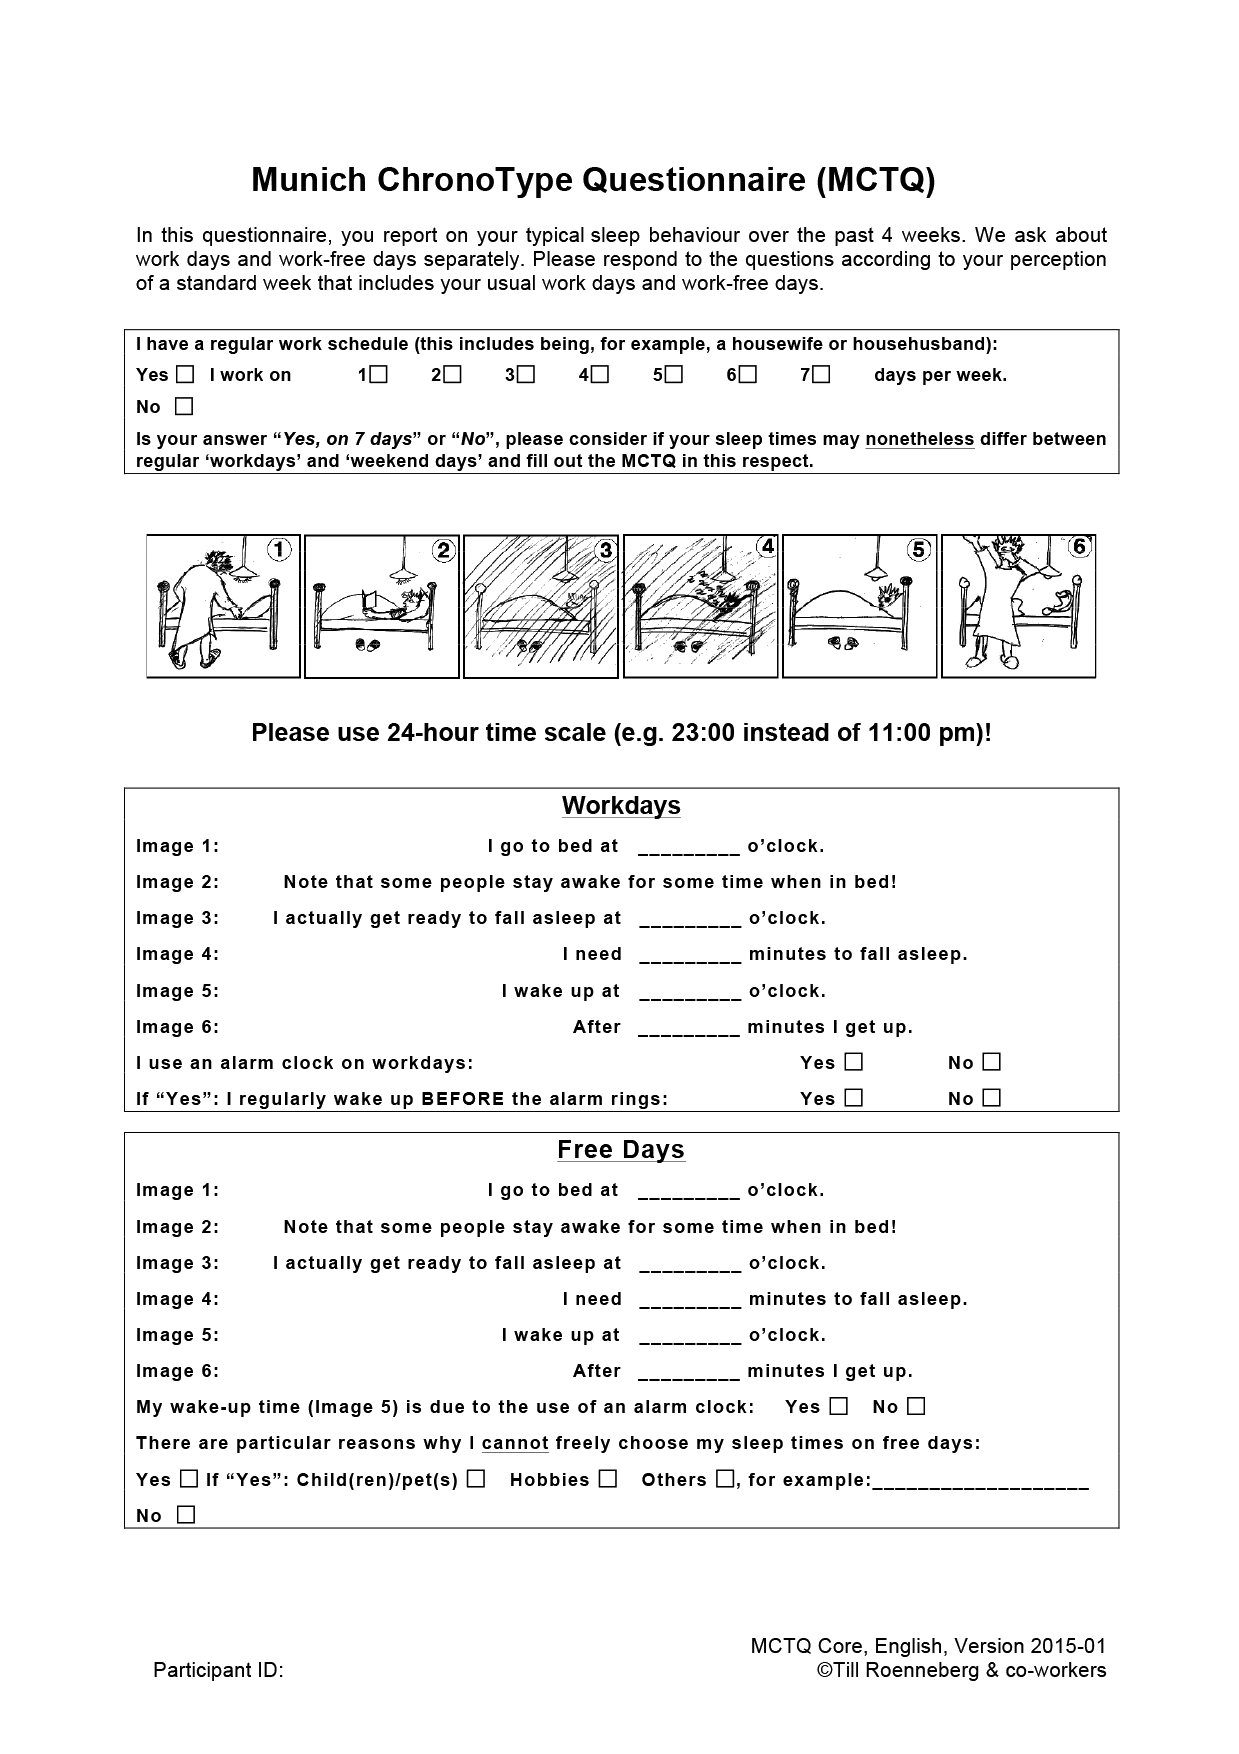 Munich ChronoType Questionnaire (MCTQ)
In this questionnaire, you report on your typical sleep behaviour over the past 4 weeks. We ask about
work days and work-free days separately. Please respond to the questions according to your perception
of a standard week that includes your usual work days and work-free days.
I have a regular work schedule (this includes being, for example, a housewife or househusband):
Yes ☐ I work on 1☐ 2☐ 3☐ 4☐ 5☐ 6☐ 7☐ days per week.
No ☐
Is your answer “Yes, on 7 days” or “No”, please consider if your sleep times may nonetheless differ between
regular ‘workdays’ and ‘weekend days’ and fill out the MCTQ in this respect.
1 2 3 4 5 6
Please use 24-hour time scale (e.g. 23:00 instead of 11:00 pm)!
Workdays
Image 1: I go to bed at _________ o’clock.
Image 2: Note that some people stay awake for some time when in bed!
Image 3: I actually get ready to fall asleep at _________ o’clock.
Image 4: I need _________ minutes to fall asleep.
Image 5: I wake up at _________ o’clock.
Image 6: After _________ minutes I get up.
I use an alarm clock on workdays: Yes ☐ No ☐
If “Yes”: I regularly wake up BEFORE the alarm rings: Yes ☐ No ☐
Free Days
Image 1: I go to bed at _________ o’clock.
Image 2: Note that some people stay awake for some time when in bed!
Image 3: I actually get ready to fall asleep at _________ o’clock.
Image 4: I need _________ minutes to fall asleep.
Image 5: I wake up at _________ o’clock.
Image 6: After _________ minutes I get up.
My wake-up time (Image 5) is due to the use of an alarm clock: Yes ☐ No ☐
There are particular reasons why I cannot freely choose my sleep times on free days:
Yes ☐ If “Yes”: Child(ren)/pet(s) ☐ Hobbies ☐ Others ☐, for example:___________________
No ☐
MCTQ Core, English, Version 2015-01
Participant ID: ©Till Roenneberg & co-workers